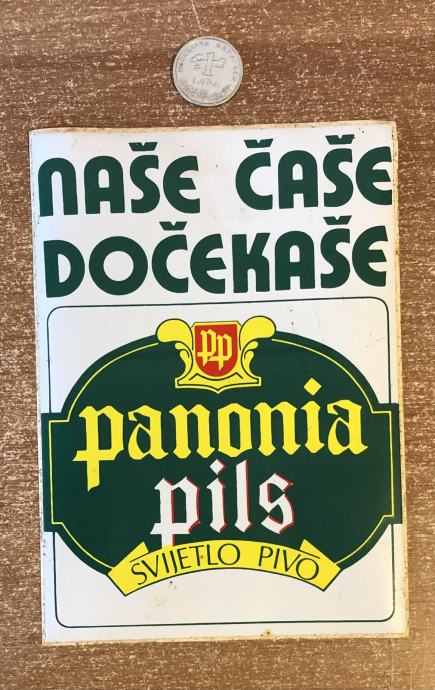 NAŠE ČAŠE
DOČEKAŠE
pp
panonia
pils
SVIJETLO PIVO